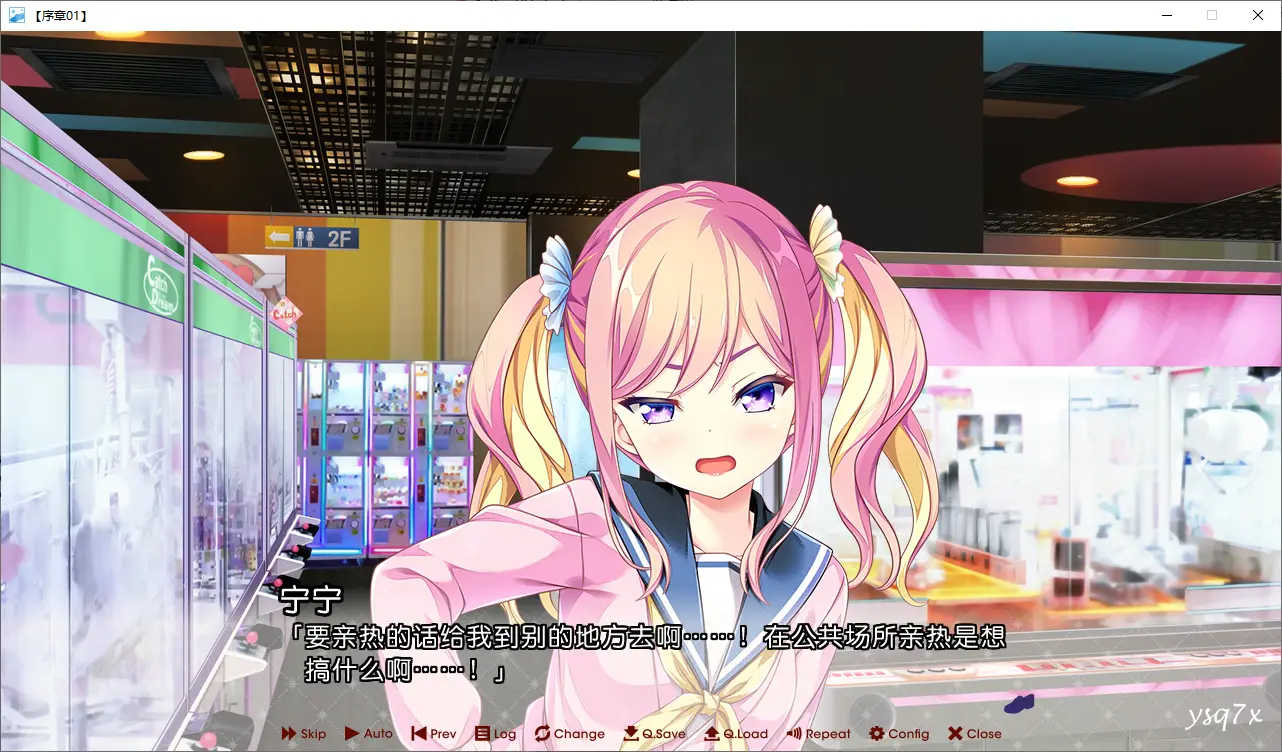 【序章01】
2F
Catch Dream
Catch
宁宁
「要亲热的话给我到别的地方去啊……！在公共场所亲热是想
搞什么啊……！」
Skip Auto Prev Log Change Q.Save Q.Load Repeat Config Close
ysq7x